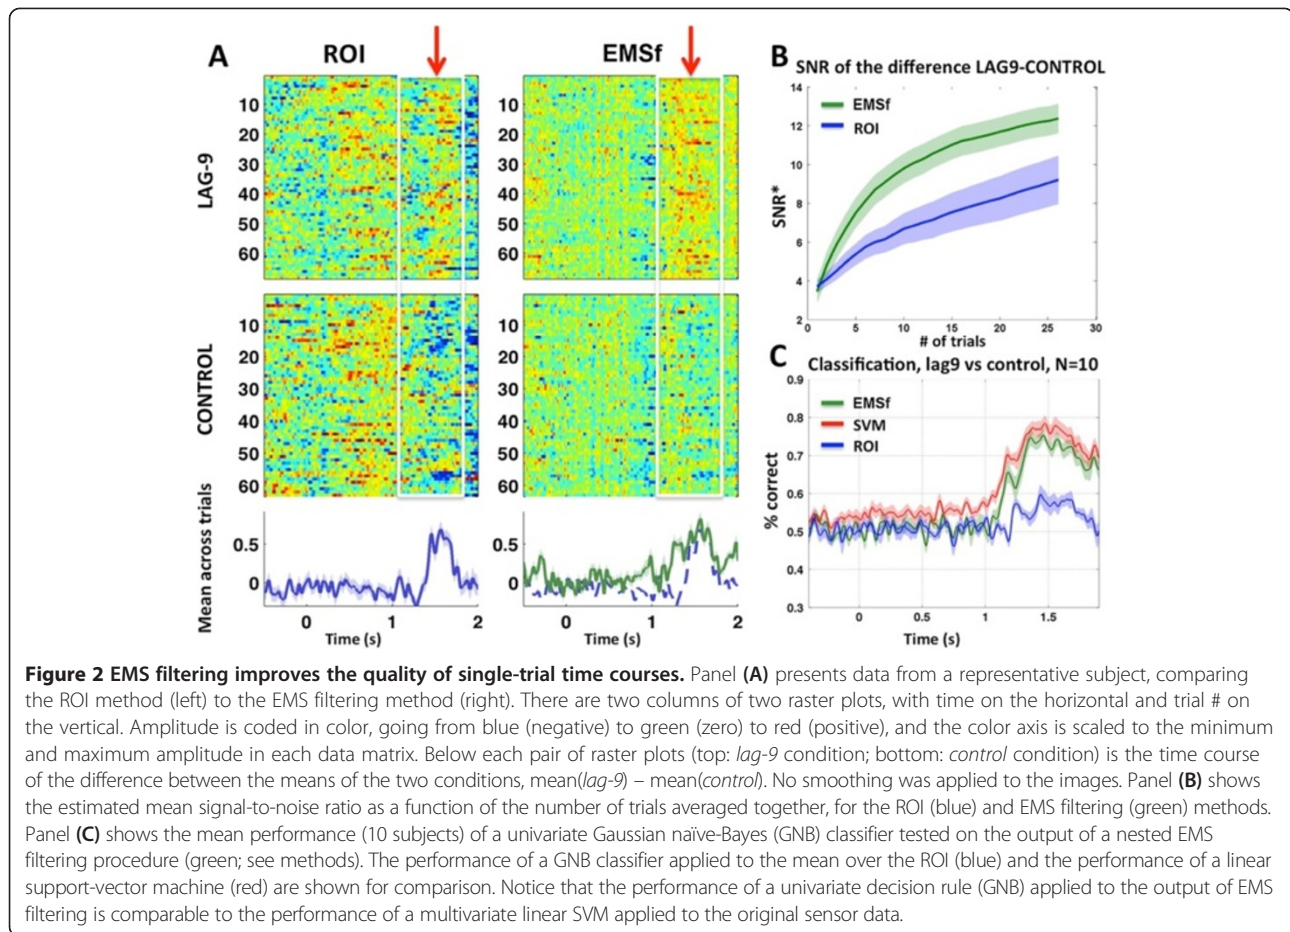 A
ROI
EMSf
LAG-9
10
20
30
40
50
60
10
20
30
40
50
60
CONTROL
10
20
30
40
50
60
10
20
30
40
50
60
Mean across trials
0.5
0
0 1 2
Time (s)
0.5
0
0 1 2
Time (s)
B
SNR of the difference LAG9-CONTROL
EMSf
ROI
SNR*
14
12
10
8
6
4
2
0 5 10 15 20 25 30
# of trials
C
Classification, lag9 vs control, N=10
EMSf
SVM
ROI
% correct
0.9
0.8
0.7
0.6
0.5
0.4
0.3
0 0.5 1 1.5
Time (s)
Figure 2 EMS filtering improves the quality of single-trial time courses. Panel (A) presents data from a representative subject, comparing
the ROI method (left) to the EMS filtering method (right). There are two columns of two raster plots, with time on the horizontal and trial # on
the vertical. Amplitude is coded in color, going from blue (negative) to green (zero) to red (positive), and the color axis is scaled to the minimum
and maximum amplitude in each data matrix. Below each pair of raster plots (top: lag-9 condition; bottom: control condition) is the time course
of the difference between the means of the two conditions, mean(lag-9) – mean(control). No smoothing was applied to the images. Panel (B) shows
the estimated mean signal-to-noise ratio as a function of the number of trials averaged together, for the ROI (blue) and EMS filtering (green) methods.
Panel (C) shows the mean performance (10 subjects) of a univariate Gaussian naïve-Bayes (GNB) classifier tested on the output of a nested EMS
filtering procedure (green; see methods). The performance of a GNB classifier applied to the mean over the ROI (blue) and the performance of a linear
support-vector machine (red) are shown for comparison. Notice that the performance of a univariate decision rule (GNB) applied to the output of EMS
filtering is comparable to the performance of a multivariate linear SVM applied to the original sensor data.